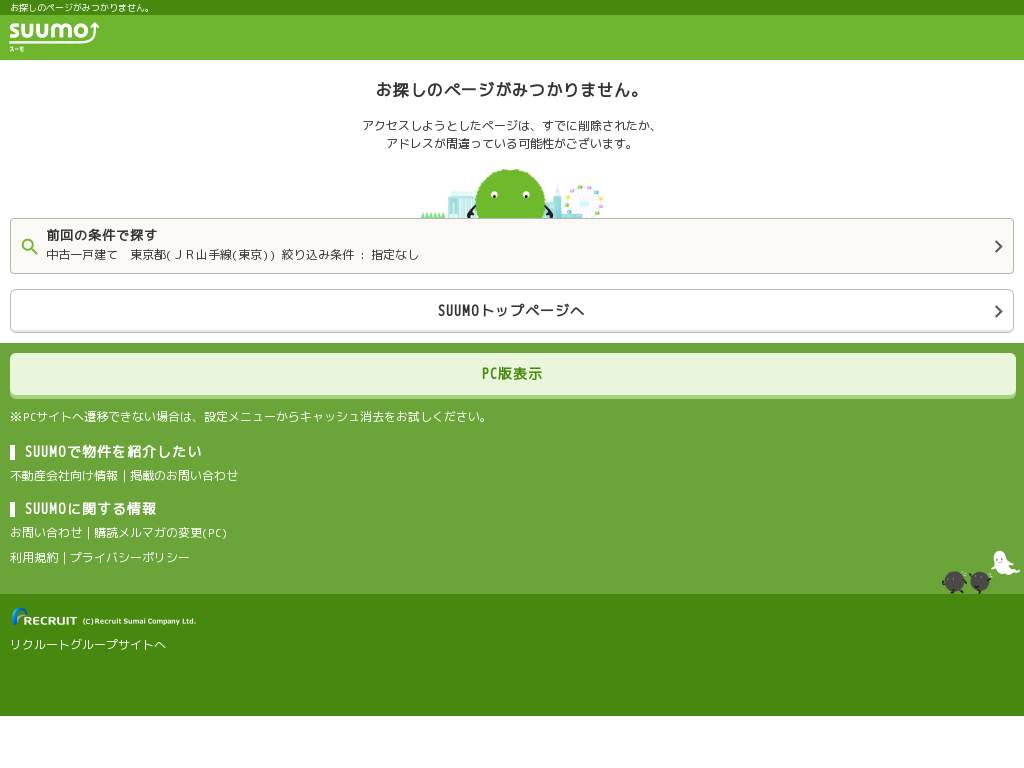 お探しのページがみつかりません。
SUUMO
スーモ
お探しのページがみつかりません。
アクセスしようとしたページは、すでに削除されたか、
アドレスが間違っている可能性がございます。
前回の条件で探す
中古一戸建て　東京都(ＪＲ山手線(東京)) 絞り込み条件 : 指定なし
SUUMOトップページへ
PC版表示
※PCサイトへ遷移できない場合は、設定メニューからキャッシュ消去をお試しください。
SUUMOで物件を紹介したい
不動産会社向け情報｜掲載のお問い合わせ
SUUMOに関する情報
お問い合わせ｜購読メルマガの変更(PC)
利用規約｜プライバシーポリシー
RECRUIT (C)Recruit Sumai Company Ltd.
リクルートグループサイトへ